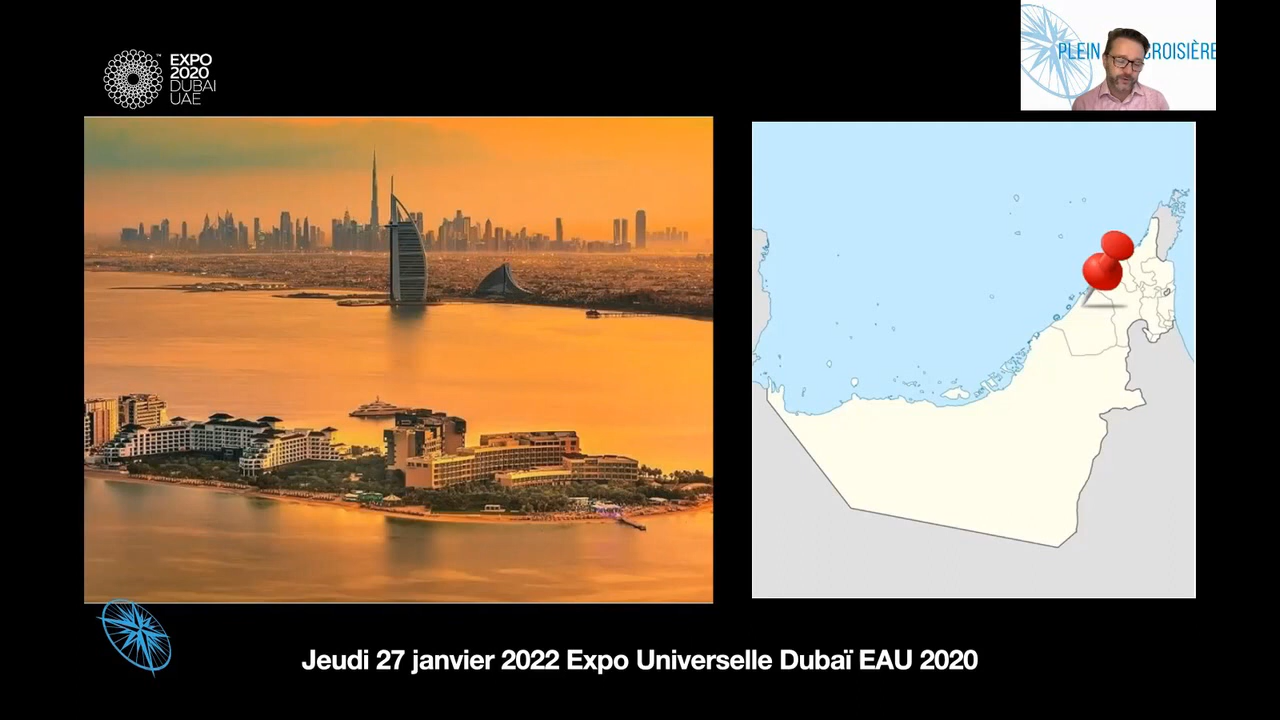 EXPO
2020
DUBAI
UAE
PLEIN CROISIÈRE
Jeudi 27 janvier 2022 Expo Universelle Dubaï EAU 2020